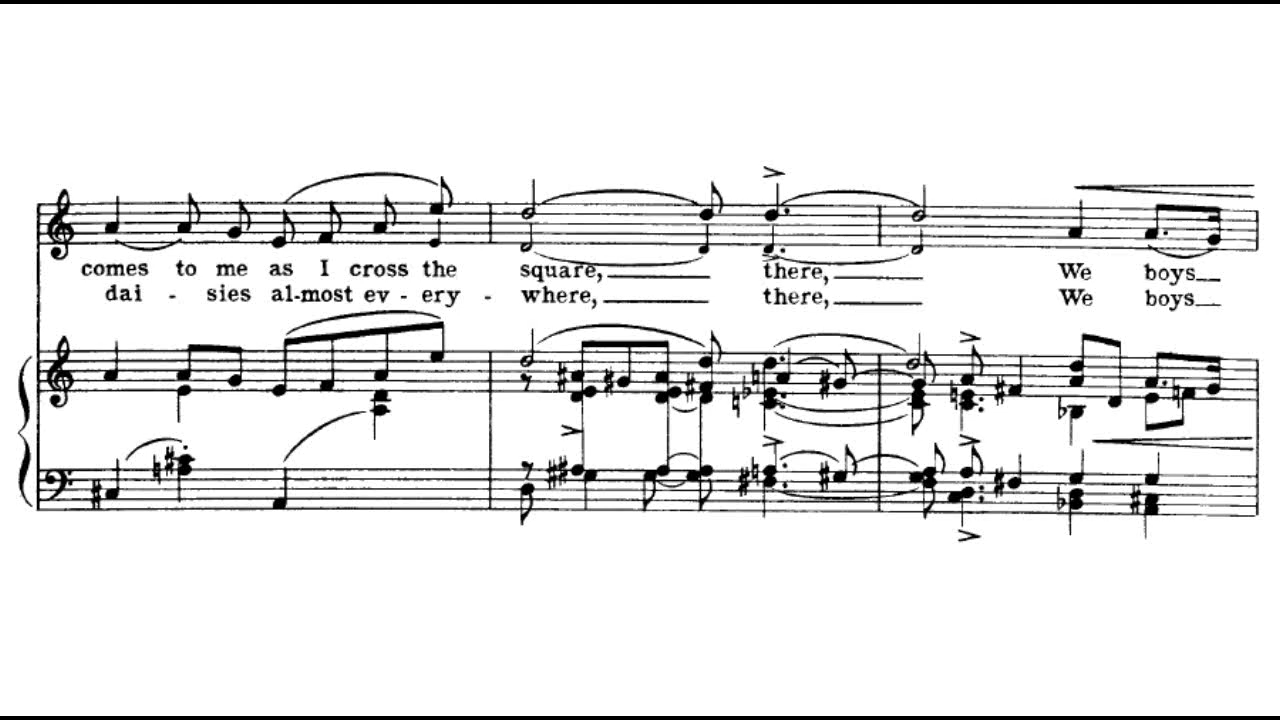 comes to me as I cross the square, there, We boys
dai - sies al-most ev - ery - where, there, We boys